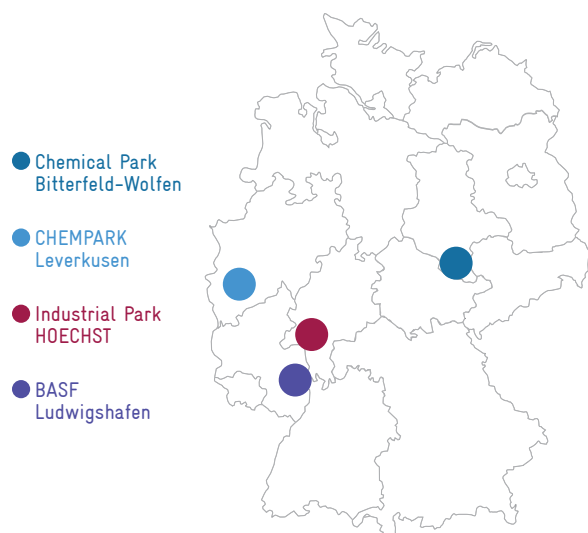 Chemical Park
Bitterfeld-Wolfen
CHEMPARK
Leverkusen
Industrial Park
HOECHST
BASF
Ludwigshafen